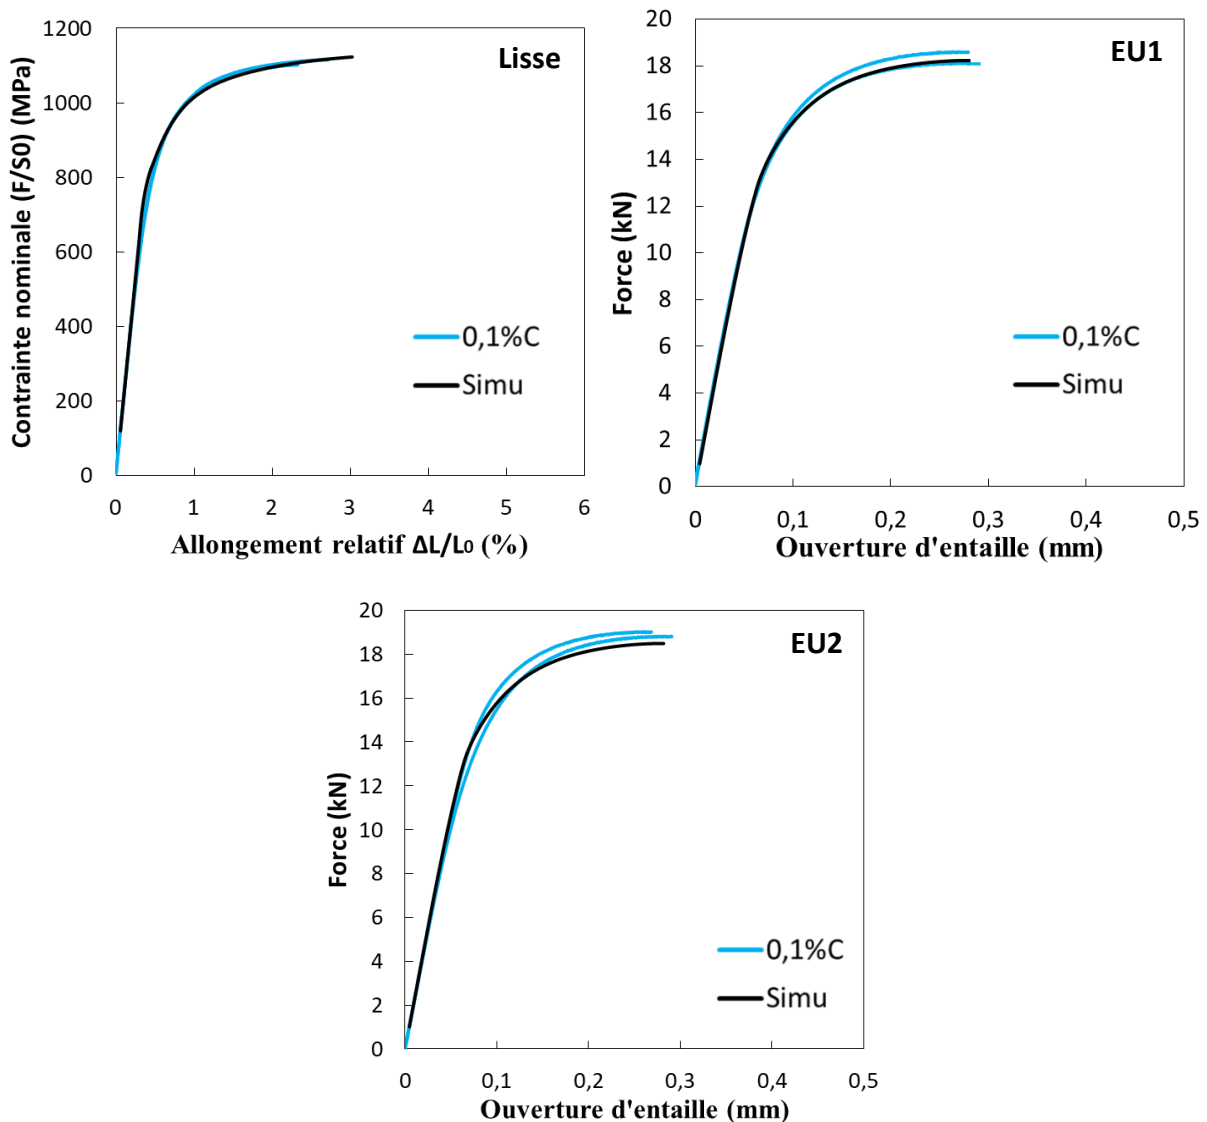 Lisse
Contrainte nominale (F/S0) (MPa)
1200
1000
800
600
400
200
0
0,1%C
Simu
0 1 2 3 4 5 6
Allongement relatif ΔL/L0 (%)
EU1
Force (kN)
20
18
16
14
12
10
8
6
4
2
0
0,1%C
Simu
0 0,1 0,2 0,3 0,4 0,5
Ouverture d'entaille (mm)
EU2
Force (kN)
20
18
16
14
12
10
8
6
4
2
0
0,1%C
Simu
0 0,1 0,2 0,3 0,4 0,5
Ouverture d'entaille (mm)